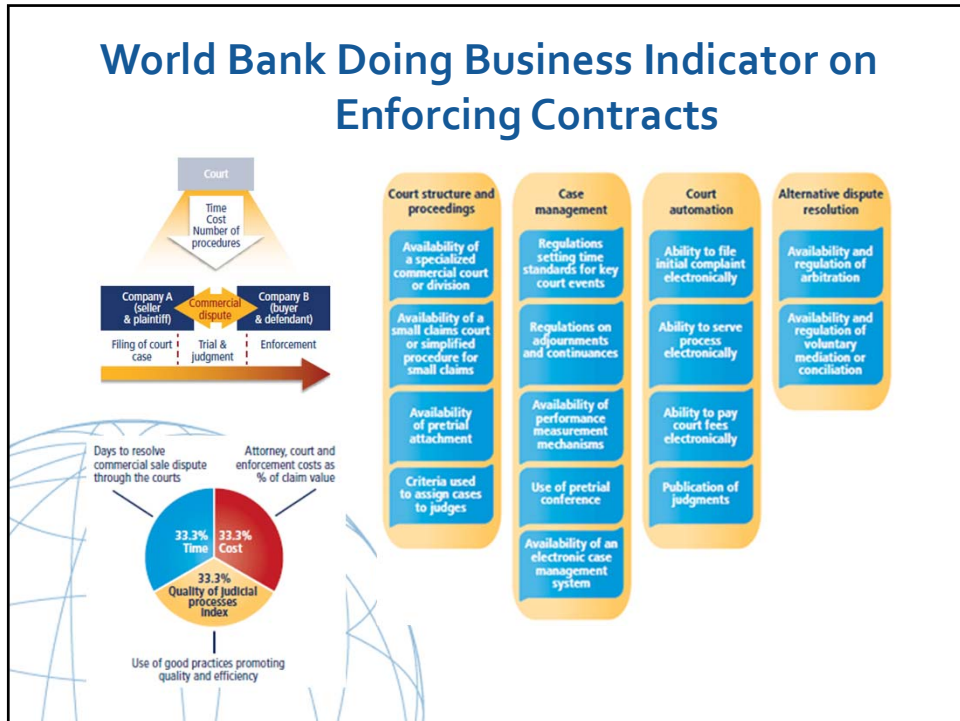 World Bank Doing Business Indicator on
Enforcing Contracts
Court
Time
Cost
Number of
procedures
Company A
(seller
& plaintiff)
Commercial
dispute
Company B
(buyer
& defendant)
Filing of court
case
Trial &
judgment
Enforcement
Days to resolve
commercial sale dispute
through the courts
Attorney, court and
enforcement costs as
% of claim value
33.3%
Time
33.3%
Cost
33.3%
Quality of judicial
processes
index
Use of good practices promoting
quality and efficiency
Court structure and
proceedings
Availability of
a specialized
commercial court
or division
Availability of a
small claims court
or simplified
procedure for
small claims
Availability
of pretrial
attachment
Criteria used
to assign cases
to judges
Case
management
Regulations
setting time
standards for key
court events
Regulations on
adjournments
and continuances
Availability of
performance
measurement
mechanisms
Use of pretrial
conference
Availability of an
electronic case
management
system
Court
automation
Ability to file
initial complaint
electronically
Ability to serve
process
electronically
Ability to pay
court fees
electronically
Publication of
judgments
Alternative dispute
resolution
Availability and
regulation of
arbitration
Availability and
regulation of
voluntary
mediation or
conciliation